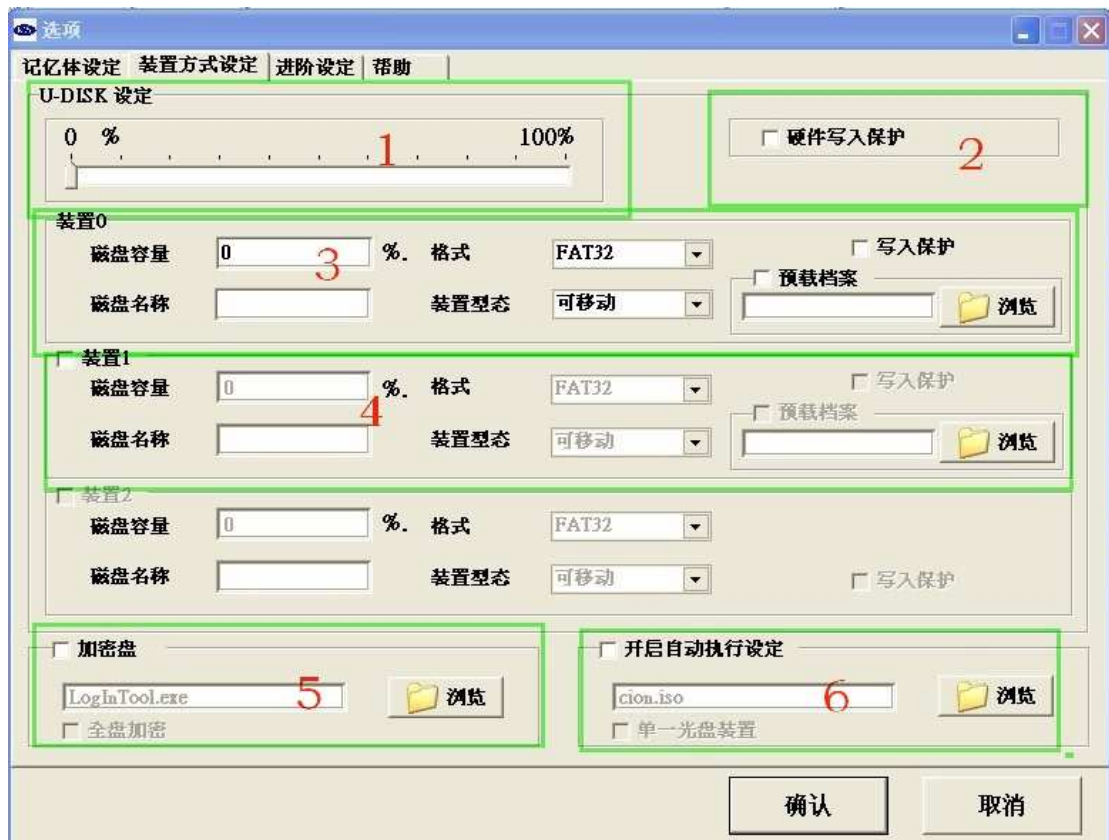 选项
记亿体设定 装置方式设定 进阶设定 帮助
U-DISK 设定
0 % 100%
1
硬件写入保护
2
装置0
磁盘容量 0 %. 格式 FAT32 写入保护
3
预载档案
磁盘名称 装置型态 可移动 浏览
装置1
磁盘容量 0 %. 格式 FAT32 写入保护
4
预载档案
磁盘名称 装置型态 可移动 浏览
装置2
磁盘容量 0 %. 格式 FAT32
磁盘名称 装置型态 可移动 写入保护
加密盘 开启自动执行设定
LogInTool.exe 5 浏览 cion.iso 6 浏览
全盘加密 单一光盘装置
确认 取消